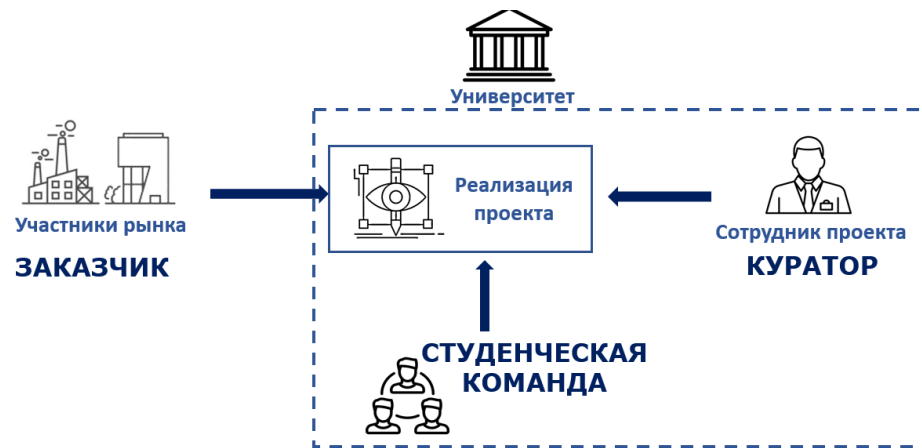 Университет
Реализация
проекта
Участники рынка
ЗАКАЗЧИК
Сотрудник проекта
КУРАТОР
СТУДЕНЧЕСКАЯ
КОМАНДА